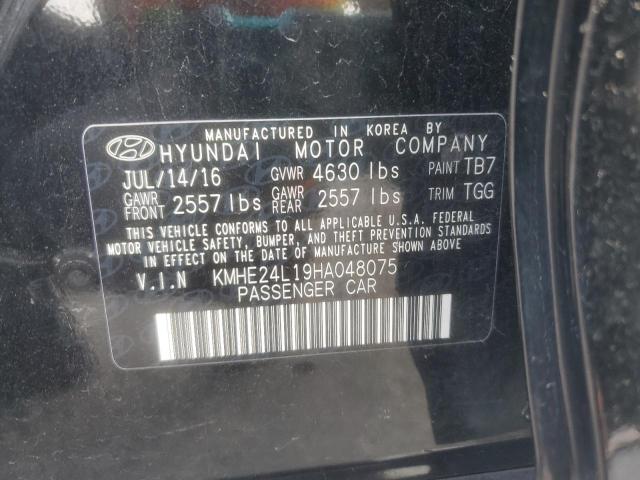 MANUFACTURED IN KOREA BY
HYUNDAI MOTOR COMPANY
JUL/14/16 GVWR 4630 lbs PAINT TB7
GAWR FRONT 2557 lbs GAWR REAR 2557 lbs TRIM TGG
THIS VEHICLE CONFORMS TO ALL APPLICABLE U.S.A. FEDERAL
MOTOR VEHICLE SAFETY, BUMPER, AND THEFT PREVENTION STANDARDS
IN EFFECT ON THE DATE OF MANUFACTURE SHOWN ABOVE.
V.I.N KMHE24L19HA048075
PASSENGER CAR